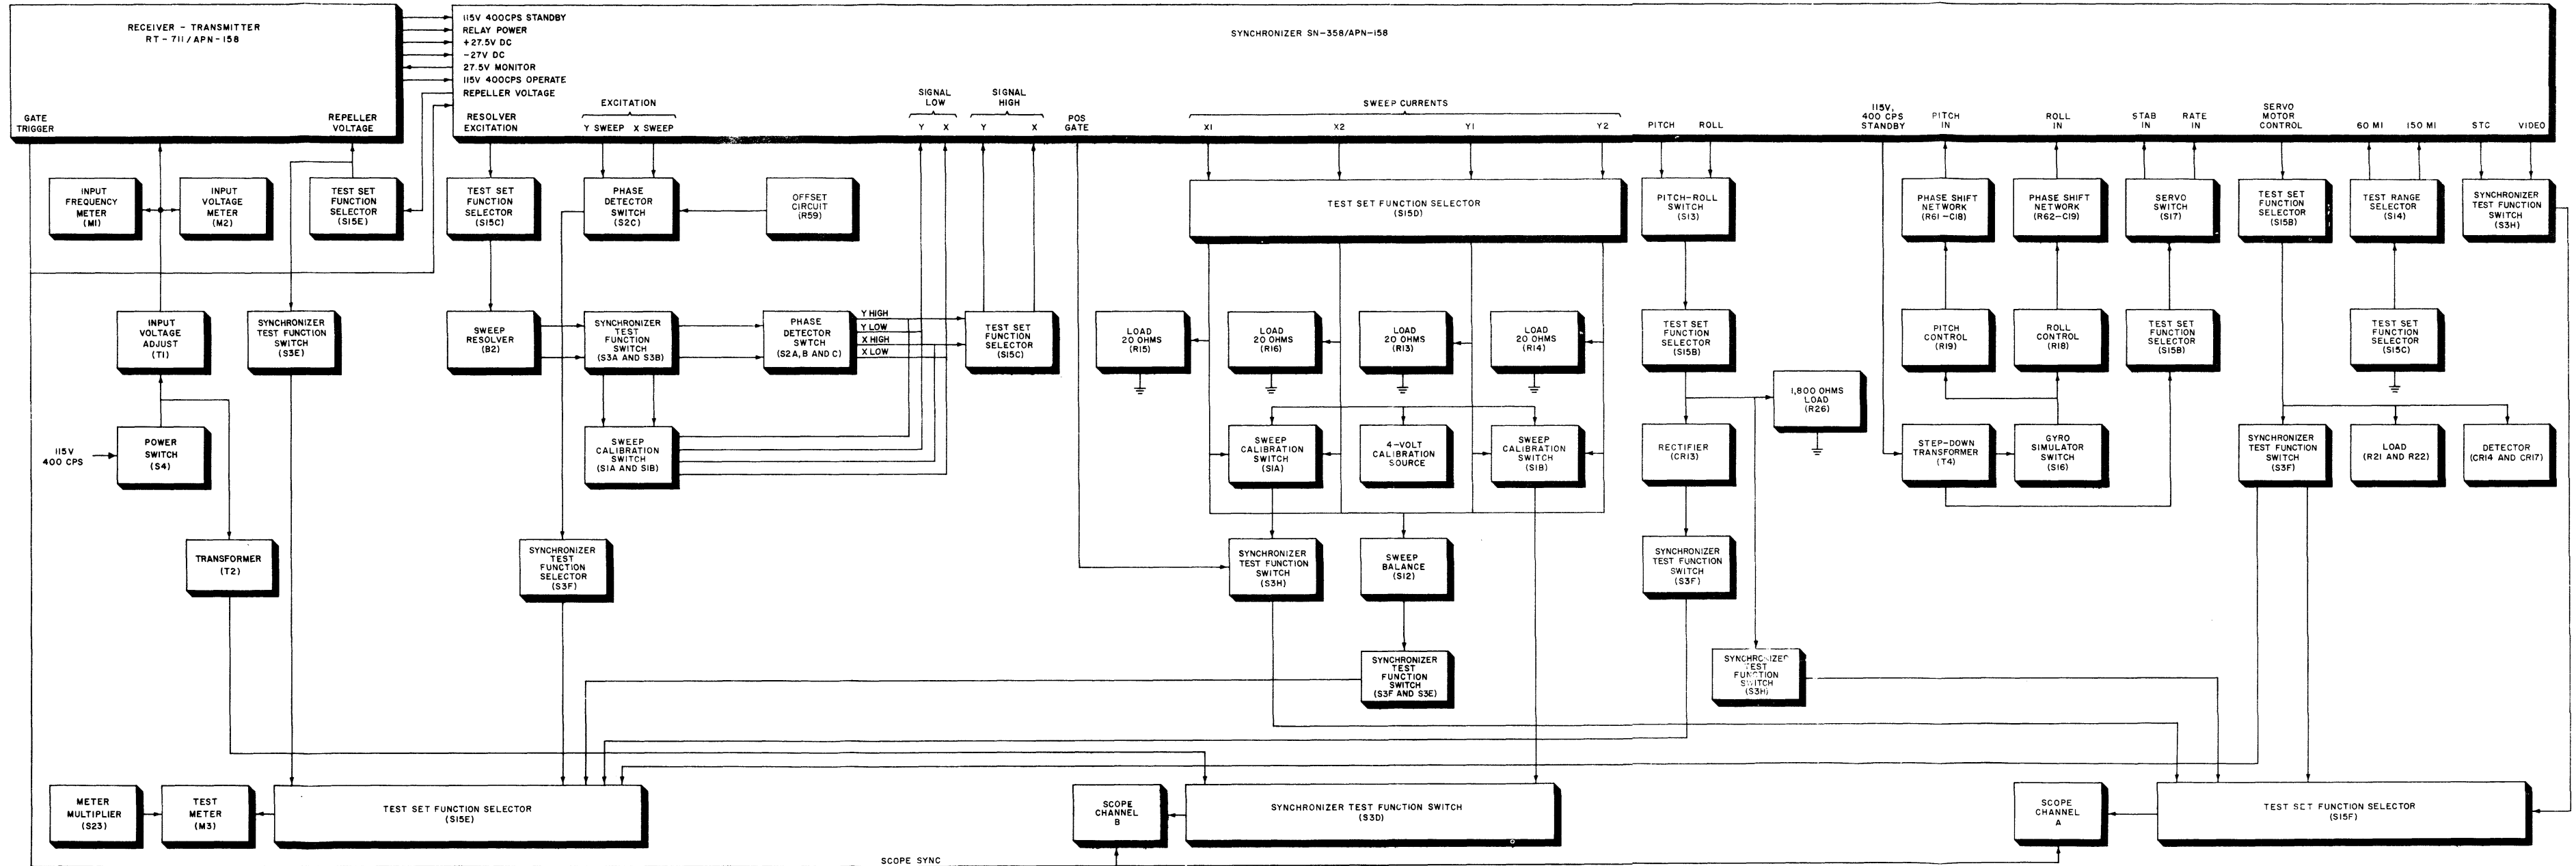 RECEIVER - TRANSMITTER
RT - 711 / APN-158
GATE
TRIGGER
REPELLER
VOLTAGE
115V 400CPS STANDBY
RELAY POWER
+27.5V DC
-27V DC
27.5V MONITOR
115V 400CPS OPERATE
REPELLER VOLTAGE
SYNCHRONIZER SN-358/APN-158
RESOLVER
EXCITATION
EXCITATION
Y SWEEP X SWEEP
SIGNAL
LOW
Y X
SIGNAL
HIGH
Y X
POS
GATE
SWEEP CURRENTS
X1 X2 Y1 Y2
PITCH ROLL
115V,
400 CPS
STANDBY
PITCH
IN
ROLL
IN
STAB
IN
RATE
IN
SERVO
MOTOR
CONTROL
60 MI 150 MI
STC VIDEO
INPUT
FREQUENCY
METER
(M1)
INPUT
VOLTAGE
METER
(M2)
TEST SET
FUNCTION
SELECTOR
(S15E)
TEST SET
FUNCTION
SELECTOR
(S15C)
PHASE
DETECTOR
SWITCH
(S2C)
OFFSET
CIRCUIT
(R59)
TEST SET FUNCTION SELECTOR
(S15D)
PITCH-ROLL
SWITCH
(S13)
PHASE SHIFT
NETWORK
(R61-C18)
PHASE SHIFT
NETWORK
(R62-C19)
SERVO
SWITCH
(S17)
TEST SET
FUNCTION
SELECTOR
(S15B)
TEST RANGE
SELECTOR
(S14)
SYNCHRONIZER
TEST FUNCTION
SWITCH
(S3H)
INPUT
VOLTAGE
ADJUST
(T1)
SYNCHRONIZER
TEST FUNCTION
SWITCH
(S3E)
SWEEP
RESOLVER
(B2)
SYNCHRONIZER
TEST
FUNCTION
SWITCH
(S3A AND S3B)
PHASE
DETECTOR
SWTCH
(S2A, B AND C)
Y HIGH
Y LOW
X HIGH
X LOW
TEST SET
FUNCTION
SELECTOR
(S15C)
LOAD
20 OHMS
(R15)
LOAD
20 OHMS
(R16)
LOAD
20 OHMS
(R13)
LOAD
20 OHMS
(R14)
TEST SET
FUNCTION
SELECTOR
(S15B)
PITCH
CONTROL
(R19)
ROLL
CONTROL
(R18)
TEST SET
FUNCTION
SELECTOR
(S15B)
TEST SET
FUNCTION
SELECTOR
(S15C)
1,800 OHMS
LOAD
(R26)
115V
400 CPS
POWER
SWITCH
(S4)
SWEEP
CALIBRATION
SWITCH
(S1A AND S1B)
SWEEP
CALIBRATION
SWITCH
(S1A)
4-VOLT
CALIBRATION
SOURCE
SWEEP
CALIBRATION
SWITCH
(S1B)
RECTIFIER
(CR13)
STEP-DOWN
TRANSFORMER
(T4)
GYRO
SIMULATOR
SWITCH
(S16)
SYNCHRONIZER
TEST FUNCTION
SWITCH
(S3F)
LOAD
(R21 AND R22)
DETECTOR
(CR14 AND CR17)
TRANSFORMER
(T2)
SYNCHRONIZER
TEST
FUNCTION
SELECTOR
(S3F)
SYNCHRONIZER
TEST FUNCTION
SWITCH
(S3H)
SWEEP
BALANCE
(S12)
SYNCHRONIZER
TEST FUNCTION
SWITCH
(S3F)
SYNCHRONIZER
TEST
FUNCTION
SWITCH
(S3F AND S3E)
SYNCHRONIZER
TEST
FUNCTION
SWITCH
(S3H)
METER
MULTIPLIER
(S23)
TEST
METER
(M3)
TEST SET FUNCTION SELECTOR
(S15E)
SCOPE
CHANNEL
B
SYNCHRONIZER TEST FUNCTION SWITCH
(S3D)
SCOPE
CHANNEL
A
TEST SET FUNCTION SELECTOR
(S15F)
SCOPE SYNC